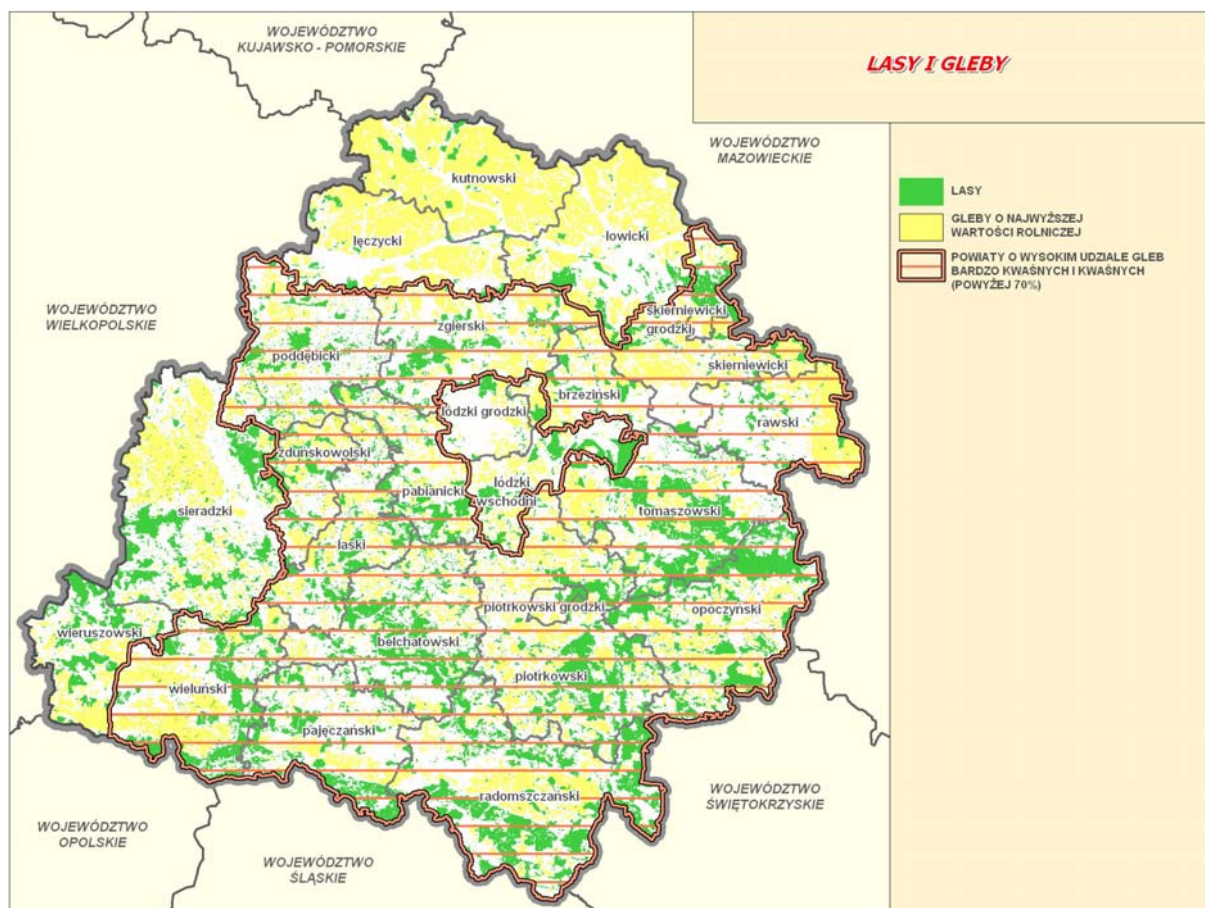 WOJEWÓDZTWO
KUJAWSKO - POMORSKIE
LASY I GLEBY
WOJEWÓDZTWO
MAZOWIECKIE
kutnowski
LASY
GLEBY O NAJWYŻSZEJ
WARTOŚCI ROLNICZEJ
łęczycki
łowicki
POWIATY O WYSOKIM UDZIALE GLEB
BARDZO KWAŚNYCH I KWAŚNYCH
(POWYŻEJ 70%)
WOJEWÓDZTWO
WIELKOPOLSKIE
skierniewicki
grodzki
zgierski
poddębicki
skierniewicki
brzeziński
łódzki grodzki
rawski
zduńskowolski
pabianicki
łódzki
wschodni
sieradzki
tomaszowski
łaski
piotrkowski grodzki
opoczyński
wieruszowski
bełchatowski
piotrkowski
wieluński
pajęczański
radomszczański
WOJEWÓDZTWO
ŚWIĘTOKRZYSKIE
WOJEWÓDZTWO
OPOLSKIE
WOJEWÓDZTWO
ŚLĄSKIE